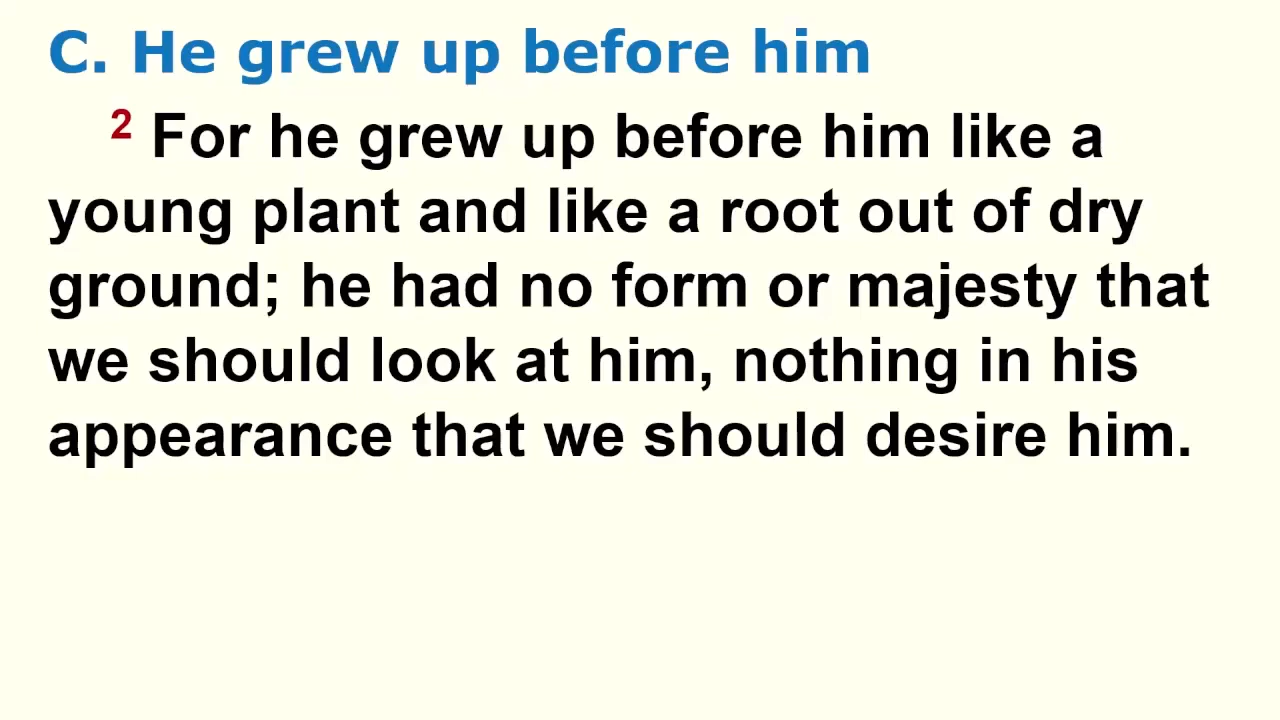 C. He grew up before him
2 For he grew up before him like a
young plant and like a root out of dry
ground; he had no form or majesty that
we should look at him, nothing in his
appearance that we should desire him.